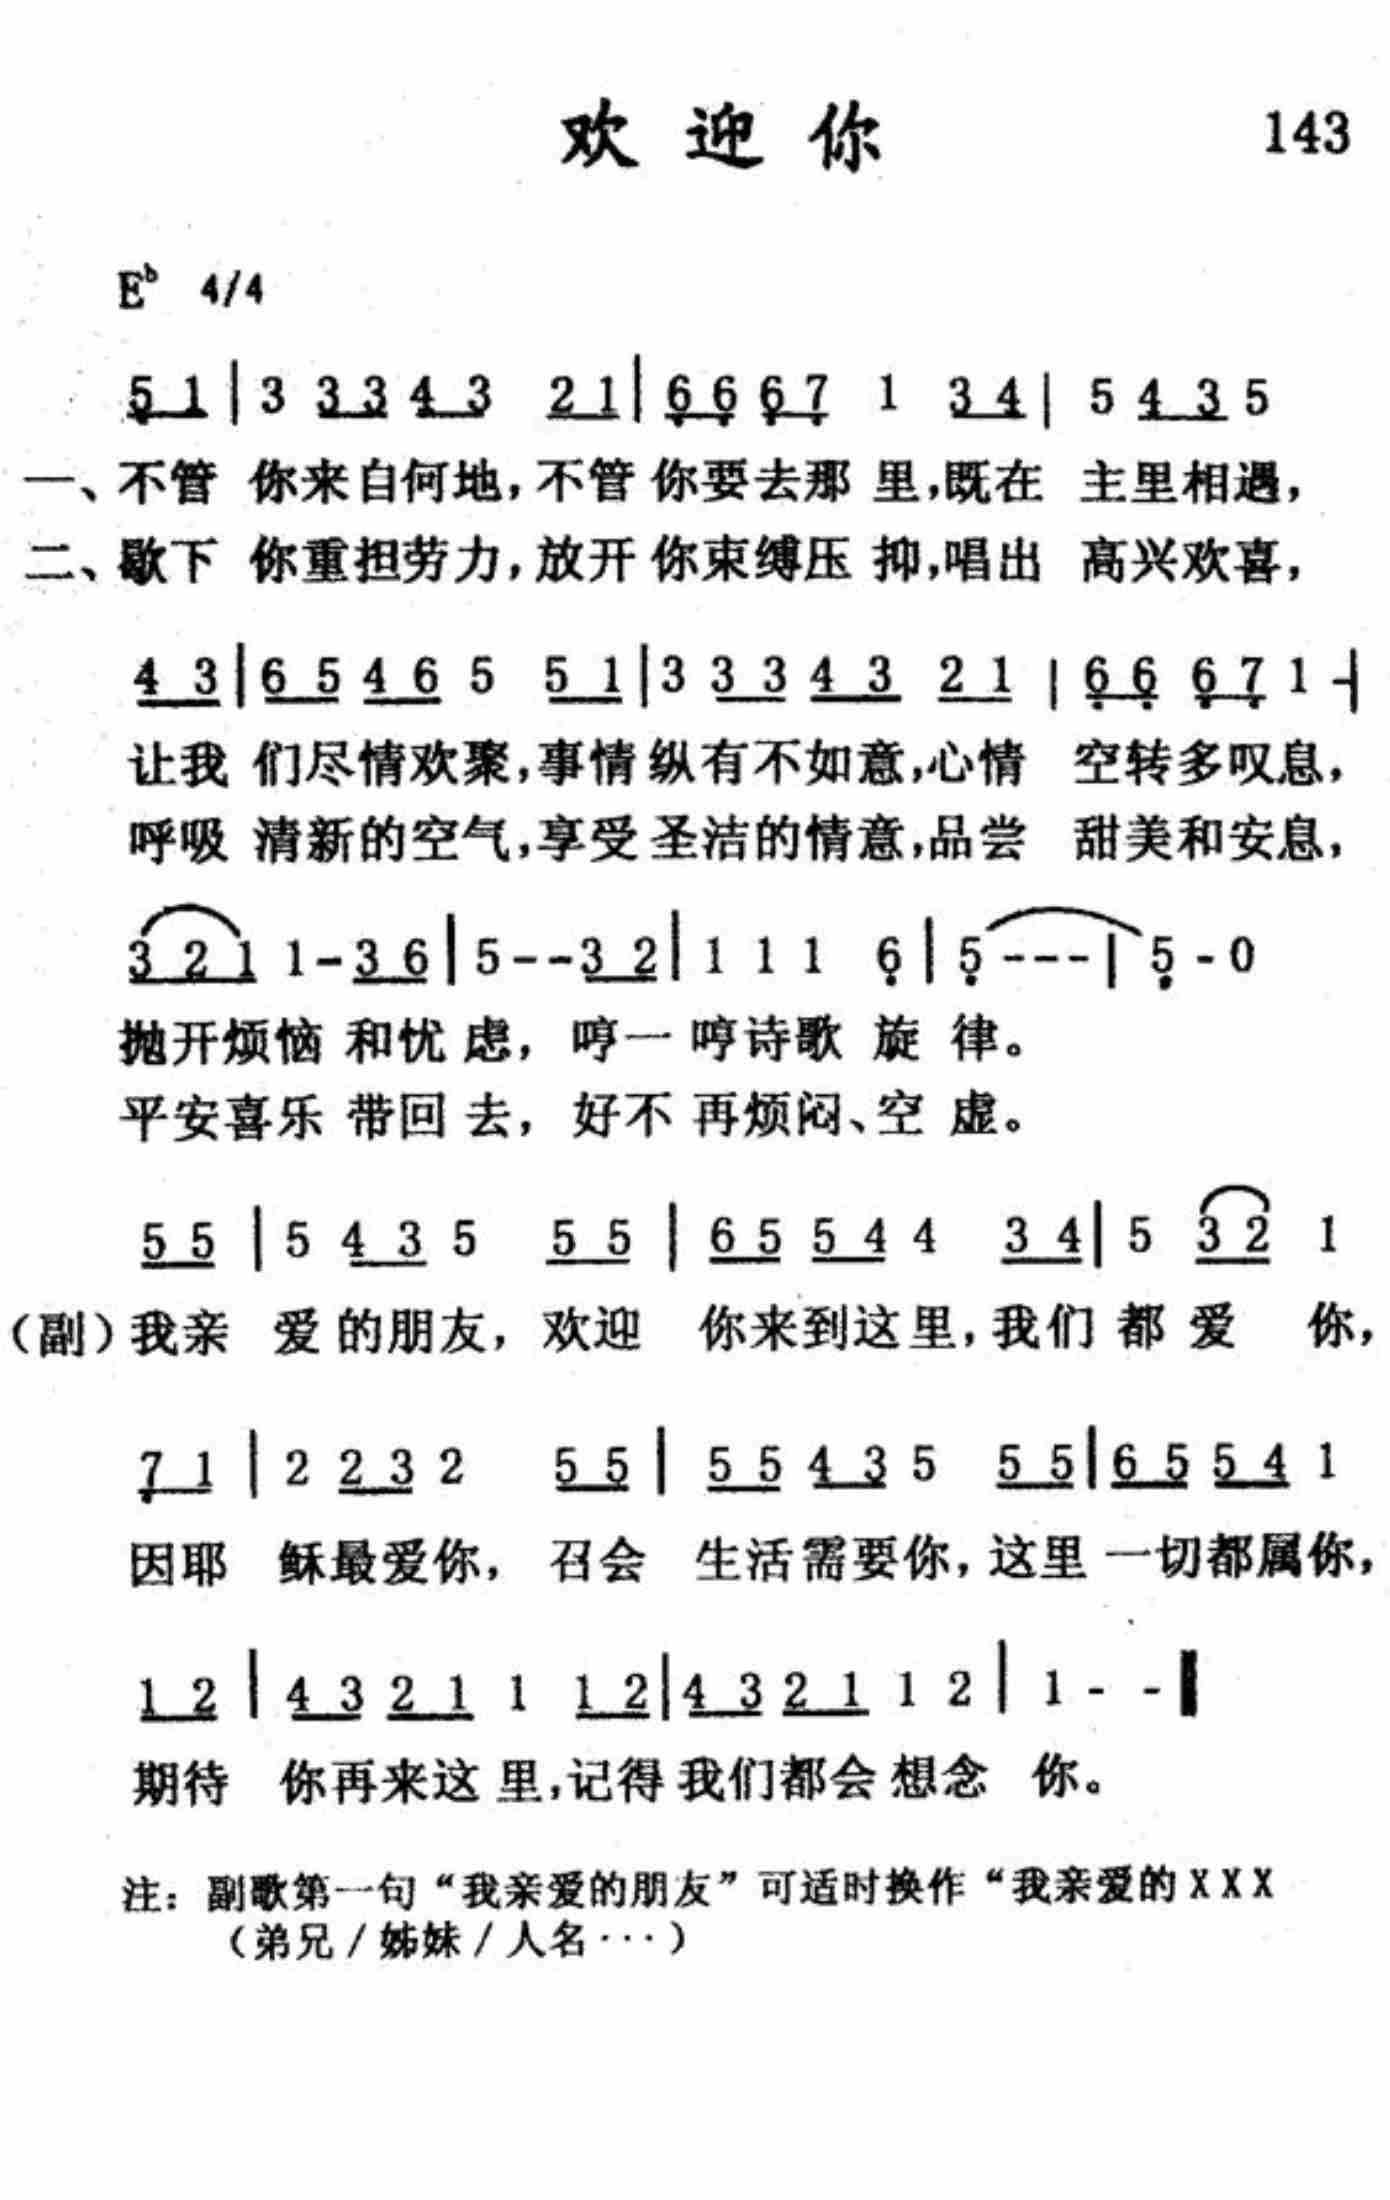 欢迎你 143
E♭ 4/4
5 1 | 3 3 3 4 3 2 1 | 6 6 6 7 1 3 4 | 5 4 3 5
一、不管 你来自何地，不管 你要去那 里，既在 主里相遇，
二、歇下 你重担劳力，放开 你束缚压 抑，唱出 高兴欢喜，
4 3 | 6 5 4 6 5 5 1 | 3 3 3 4 3 2 1 | 6 6 6 7 1 - |
让我 们尽情欢聚，事情 纵有不如意，心情 空转多叹息，
呼吸 清新的空气，享受 圣洁的情意，品尝 甜美和安息，
3 2 1 1 - 3 6 | 5 - - 3 2 | 1 1 1 6 | 5 - - - | 5 - 0
抛开烦恼 和忧 虑， 哼一 哼诗歌 旋 律。
平安喜乐 带回 去， 好不 再烦闷、空 虚。
5 5 | 5 4 3 5 5 5 | 6 5 5 4 4 3 4 | 5 3 2 1
（副）我亲 爱的朋友，欢迎 你来到这里，我们 都爱 你，
7 1 | 2 2 3 2 5 5 | 5 5 4 3 5 5 5 | 6 5 5 4 1
因耶 稣最爱你， 召会 生活需要你，这里 一切都属你，
1 2 | 4 3 2 1 1 1 2 | 4 3 2 1 1 2 | 1 - -
期待 你再来这 里，记得 我们都会 想念 你。
注：副歌第一句“我亲爱的朋友”可适时换作“我亲爱的XXX
（弟兄/姊妹/人名···）